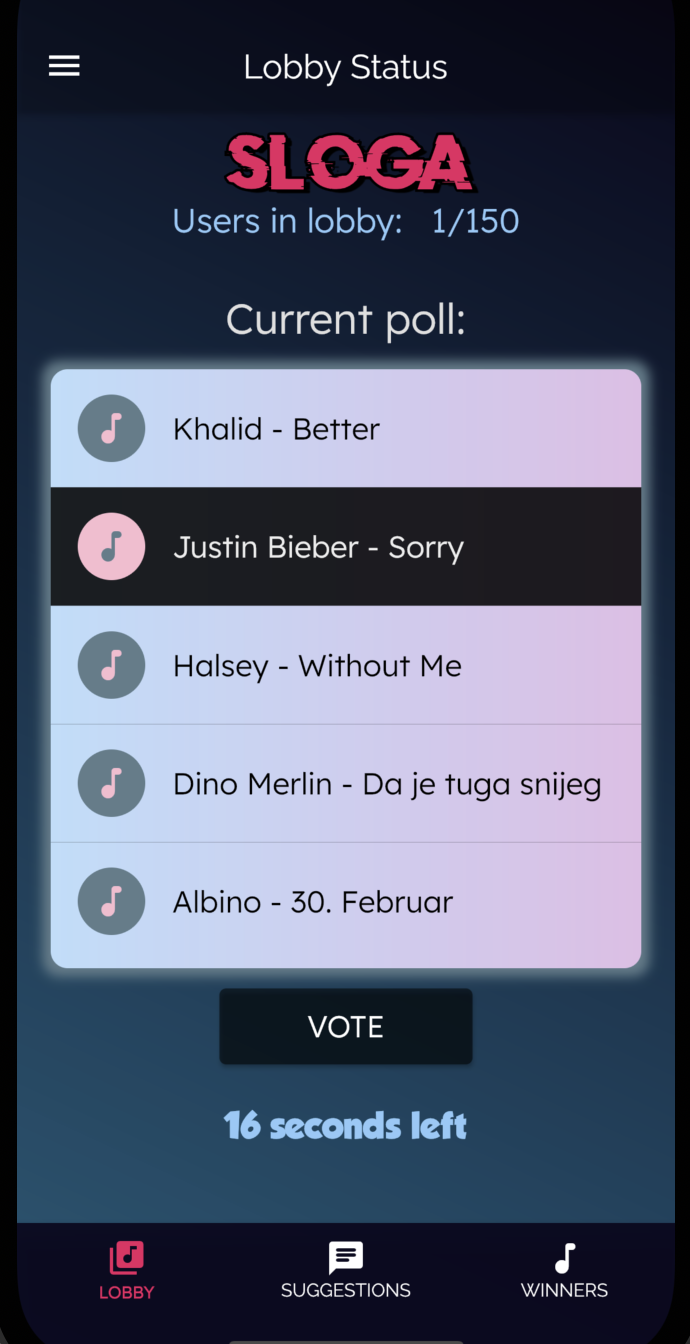 Lobby Status
SLOGA
Users in lobby: 1/150
Current poll:
Khalid - Better
Justin Bieber - Sorry
Halsey - Without Me
Dino Merlin - Da je tuga snijeg
Albino - 30. Februar
VOTE
16 seconds left
LOBBY
SUGGESTIONS
WINNERS